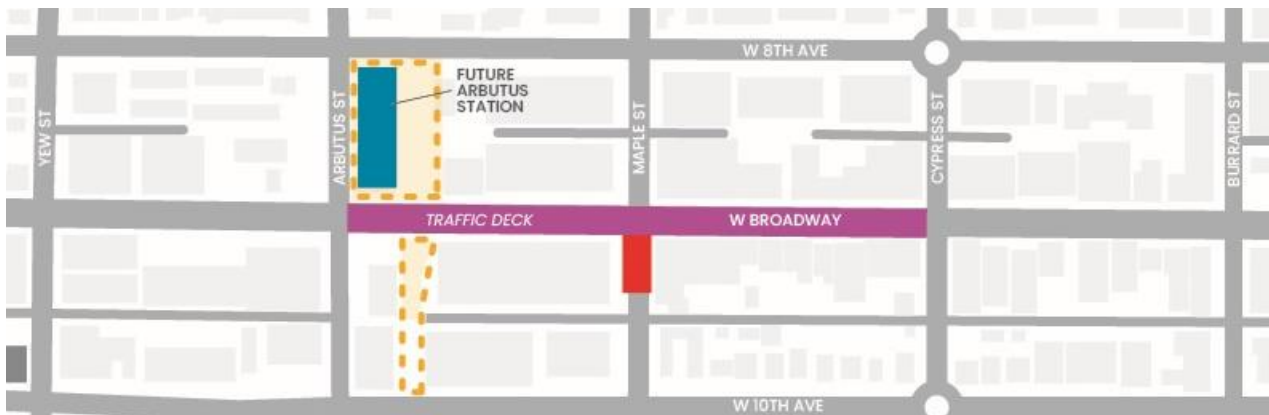 W 8TH AVE
FUTURE
ARBUTUS
STATION
YEW ST
ARBUTUS ST
MAPLE ST
CYPRESS ST
BURRARD ST
TRAFFIC DECK
W BROADWAY
W 10TH AVE